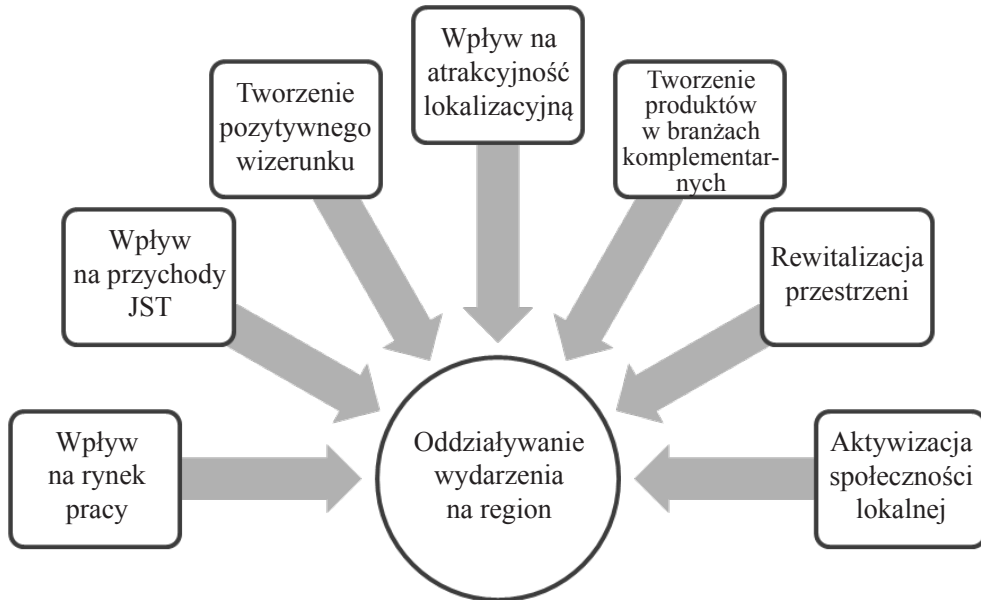 Wpływ na
atrakcyjność
lokalizacyjną
Tworzenie
pozytywnego
wizerunku
Tworzenie
produktów
w branżach
komplementar-
nych
Wpływ
na przychody
JST
Rewitalizacja
przestrzeni
Wpływ
na rynek
pracy
Oddziaływanie
wydarzenia
na region
Aktywizacja
społeczności
lokalnej